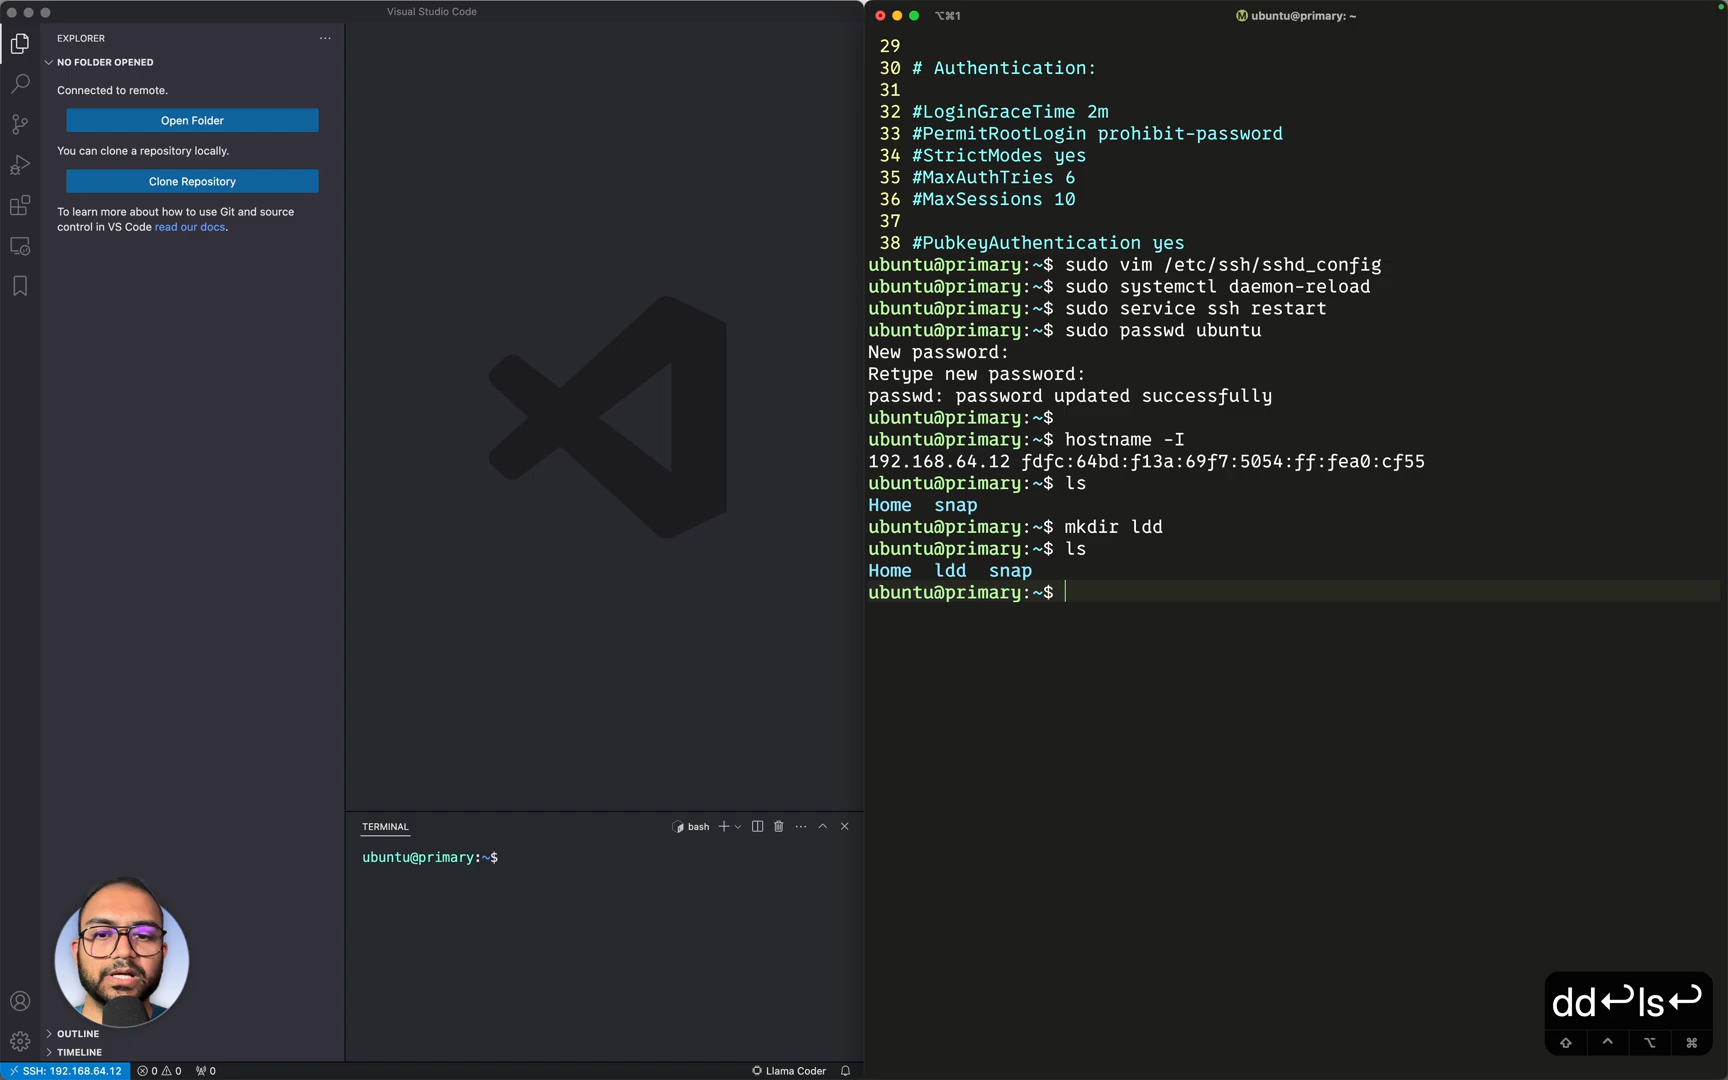 Visual Studio Code
EXPLORER
NO FOLDER OPENED
Connected to remote.
Open Folder
You can clone a repository locally.
Clone Repository
To learn more about how to use Git and source
control in VS Code read our docs.
TERMINAL
bash
ubuntu@primary:~$
OUTLINE
TIMELINE
SSH: 192.168.64.12
0
0
0
Llama Coder
⌥⌘1
ubuntu@primary: ~
29
30 # Authentication:
31
32 #LoginGraceTime 2m
33 #PermitRootLogin prohibit-password
34 #StrictModes yes
35 #MaxAuthTries 6
36 #MaxSessions 10
37
38 #PubkeyAuthentication yes
ubuntu@primary:~$ sudo vim /etc/ssh/sshd_config
ubuntu@primary:~$ sudo systemctl daemon-reload
ubuntu@primary:~$ sudo service ssh restart
ubuntu@primary:~$ sudo passwd ubuntu
New password:
Retype new password:
passwd: password updated successfully
ubuntu@primary:~$
ubuntu@primary:~$ hostname -I
192.168.64.12 fdfc:64bd:f13a:69f7:5054:ff:fea0:cf55
ubuntu@primary:~$ ls
Home snap
ubuntu@primary:~$ mkdir ldd
ubuntu@primary:~$ ls
Home ldd snap
ubuntu@primary:~$
dd↩ls↩